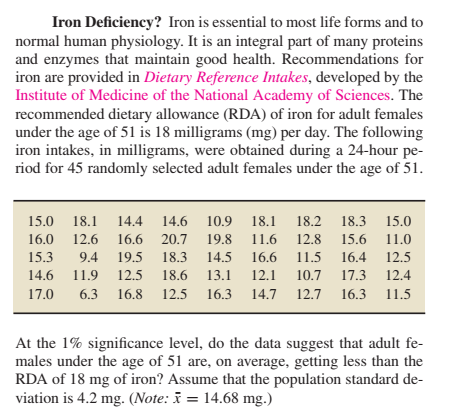 Iron Deficiency? Iron is essential to most life forms and to
normal human physiology. It is an integral part of many proteins
and enzymes that maintain good health. Recommendations for
iron are provided in Dietary Reference Intakes, developed by the
Institute of Medicine of the National Academy of Sciences. The
recommended dietary allowance (RDA) of iron for adult females
under the age of 51 is 18 milligrams (mg) per day. The following
iron intakes, in milligrams, were obtained during a 24-hour pe-
riod for 45 randomly selected adult females under the age of 51.
15.0 18.1 14.4 14.6 10.9 18.1 18.2 18.3 15.0
16.0 12.6 16.6 20.7 19.8 11.6 12.8 15.6 11.0
15.3 9.4 19.5 18.3 14.5 16.6 11.5 16.4 12.5
14.6 11.9 12.5 18.6 13.1 12.1 10.7 17.3 12.4
17.0 6.3 16.8 12.5 16.3 14.7 12.7 16.3 11.5
At the 1% significance level, do the data suggest that adult fe-
males under the age of 51 are, on average, getting less than the
RDA of 18 mg of iron? Assume that the population standard de-
viation is 4.2 mg. (Note: x̄ = 14.68 mg.)